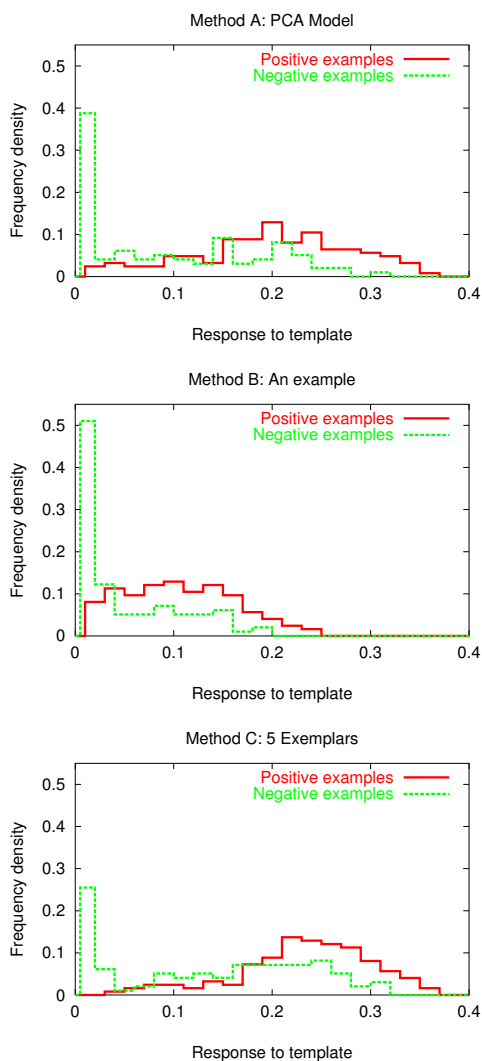 Method A: PCA Model
Positive examples
Negative examples
0.5
0.4
0.3
0.2
0.1
0
Frequency density
0 0.1 0.2 0.3 0.4
Response to template
Method B: An example
Positive examples
Negative examples
0.5
0.4
0.3
0.2
0.1
0
Frequency density
0 0.1 0.2 0.3 0.4
Response to template
Method C: 5 Exemplars
Positive examples
Negative examples
0.5
0.4
0.3
0.2
0.1
0
Frequency density
0 0.1 0.2 0.3 0.4
Response to template